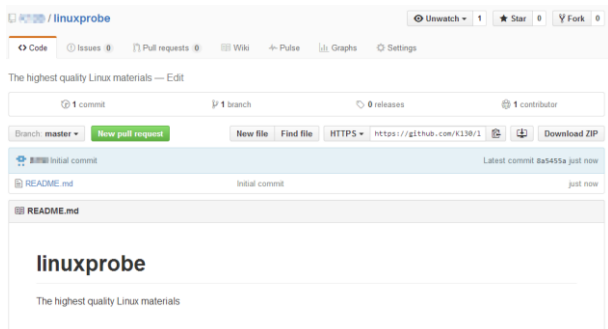 / linuxprobe
Unwatch 1 Star 0 Fork 0
Code Issues 0 Pull requests 0 Wiki Pulse Graphs Settings
The highest quality Linux materials — Edit
1 commit 1 branch 0 releases 1 contributor
Branch: master New pull request New file Find file HTTPS https://github.com/K130/l Download ZIP
Initial commit Latest commit 8a5455a just now
README.md Initial commit just now
README.md
linuxprobe
The highest quality Linux materials